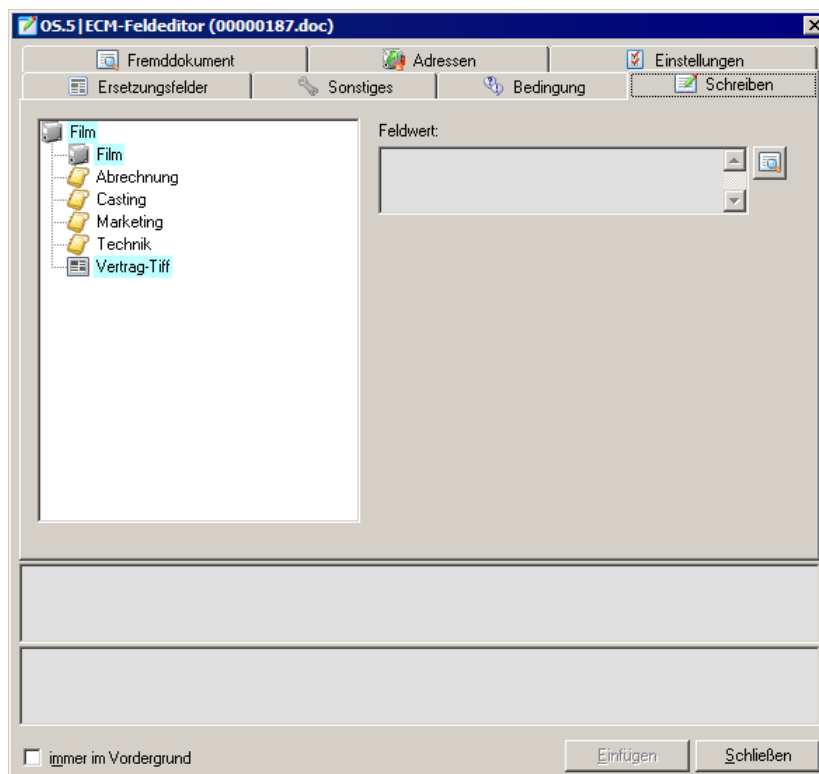 OS.5|ECM-Feldeditor (00000187.doc)
Fremddokument Adressen Einstellungen
Ersetzungsfelder Sonstiges Bedingung Schreiben
Film
Film
Abrechnung
Casting
Marketing
Technik
Vertrag-Tiff
Feldwert:
immer im Vordergrund
Einfügen Schließen